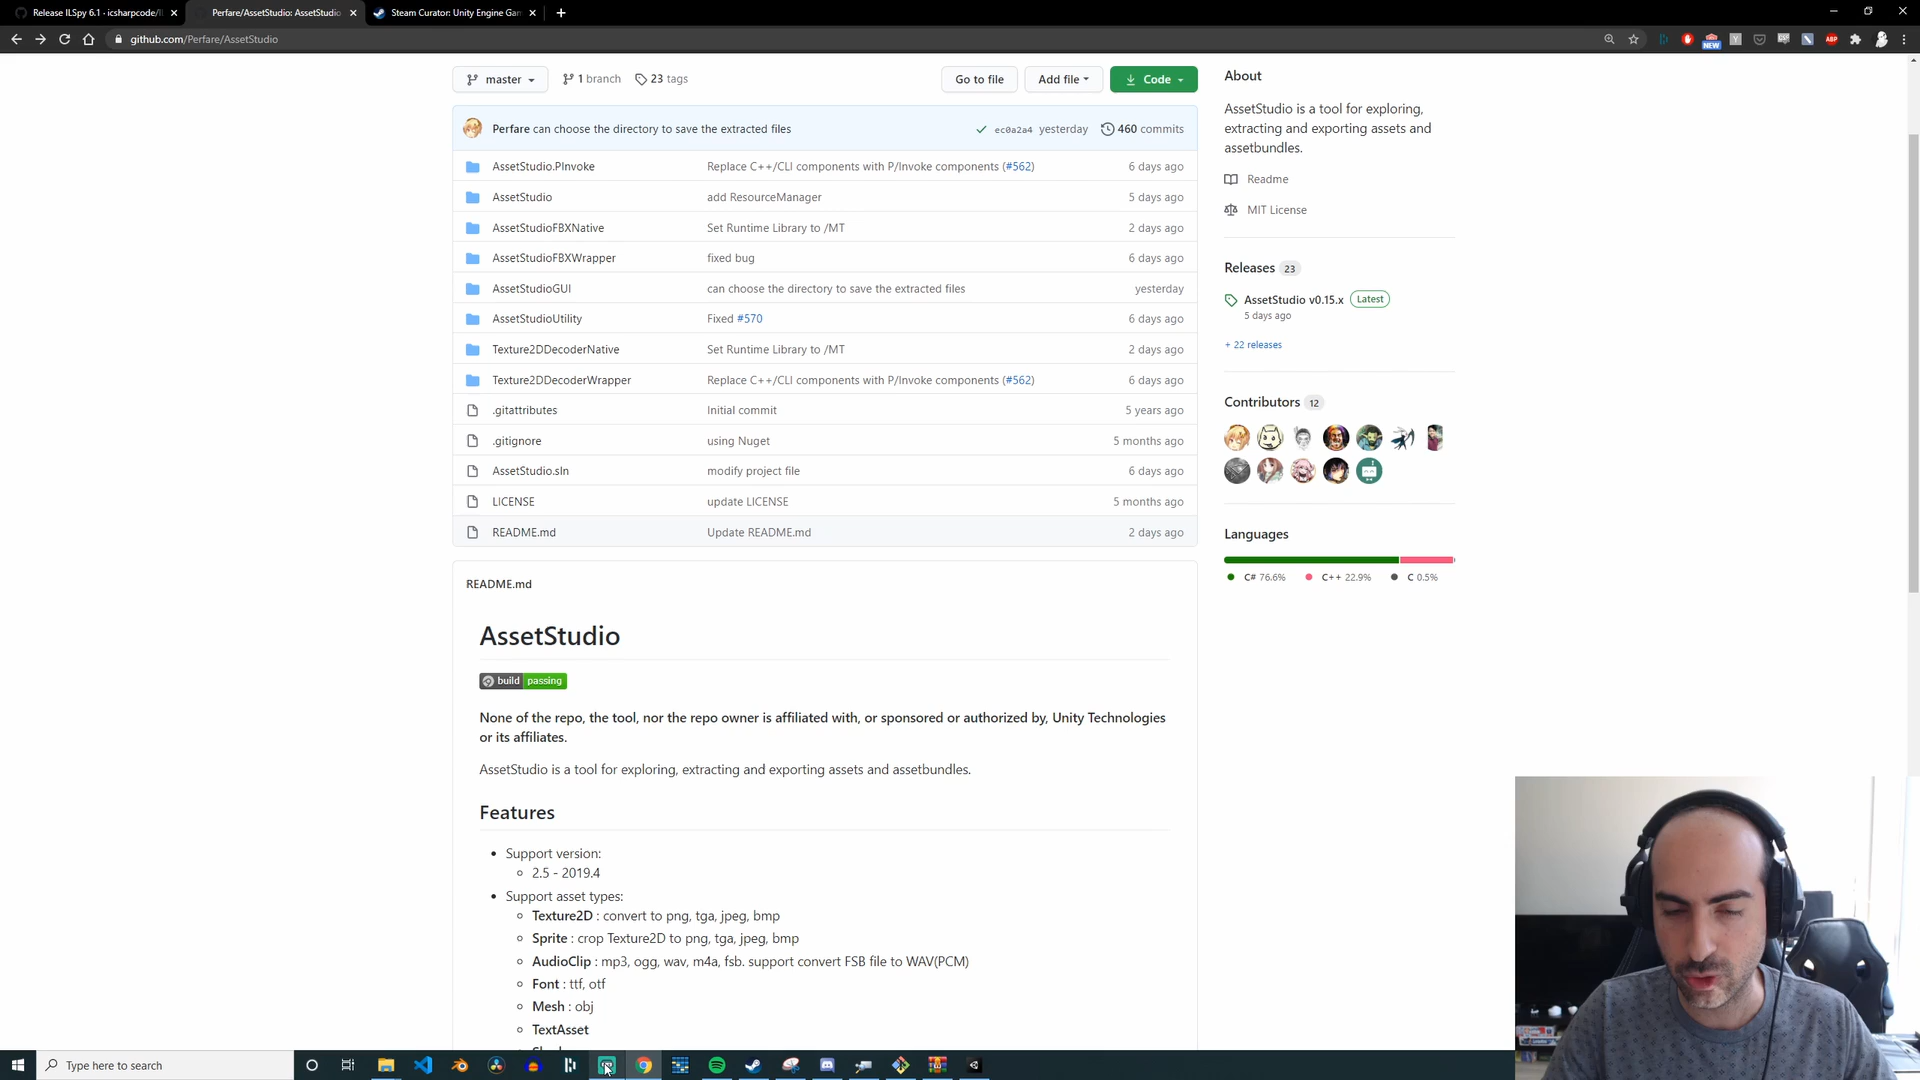 Release ILSpy 6.1 · icsharpcode/IL
Perfare/AssetStudio: AssetStudio
Steam Curator: Unity Engine Gam
github.com/Perfare/AssetStudio
NEW
ABP
master
1 branch
23 tags
Go to file
Add file
Code
Perfare can choose the directory to save the extracted files
ec0a2a4 yesterday
460 commits
AssetStudio.PInvoke Replace C++/CLI components with P/Invoke components (#562) 6 days ago
AssetStudio add ResourceManager 5 days ago
AssetStudioFBXNative Set Runtime Library to /MT 2 days ago
AssetStudioFBXWrapper fixed bug 6 days ago
AssetStudioGUI can choose the directory to save the extracted files yesterday
AssetStudioUtility Fixed #570 6 days ago
Texture2DDecoderNative Set Runtime Library to /MT 2 days ago
Texture2DDecoderWrapper Replace C++/CLI components with P/Invoke components (#562) 6 days ago
.gitattributes Initial commit 5 years ago
.gitignore using Nuget 5 months ago
AssetStudio.sln modify project file 6 days ago
LICENSE update LICENSE 5 months ago
README.md Update README.md 2 days ago
README.md
AssetStudio
build passing
None of the repo, the tool, nor the repo owner is affiliated with, or sponsored or authorized by, Unity Technologies
or its affiliates.
AssetStudio is a tool for exploring, extracting and exporting assets and assetbundles.
Features
Support version:
2.5 - 2019.4
Support asset types:
Texture2D : convert to png, tga, jpeg, bmp
Sprite : crop Texture2D to png, tga, jpeg, bmp
AudioClip : mp3, ogg, wav, m4a, fsb. support convert FSB file to WAV(PCM)
Font : ttf, otf
Mesh : obj
TextAsset
About
AssetStudio is a tool for exploring,
extracting and exporting assets and
assetbundles.
Readme
MIT License
Releases 23
AssetStudio v0.15.x Latest
5 days ago
+ 22 releases
Contributors 12
Languages
C# 76.6%
C++ 22.9%
C 0.5%
Type here to search